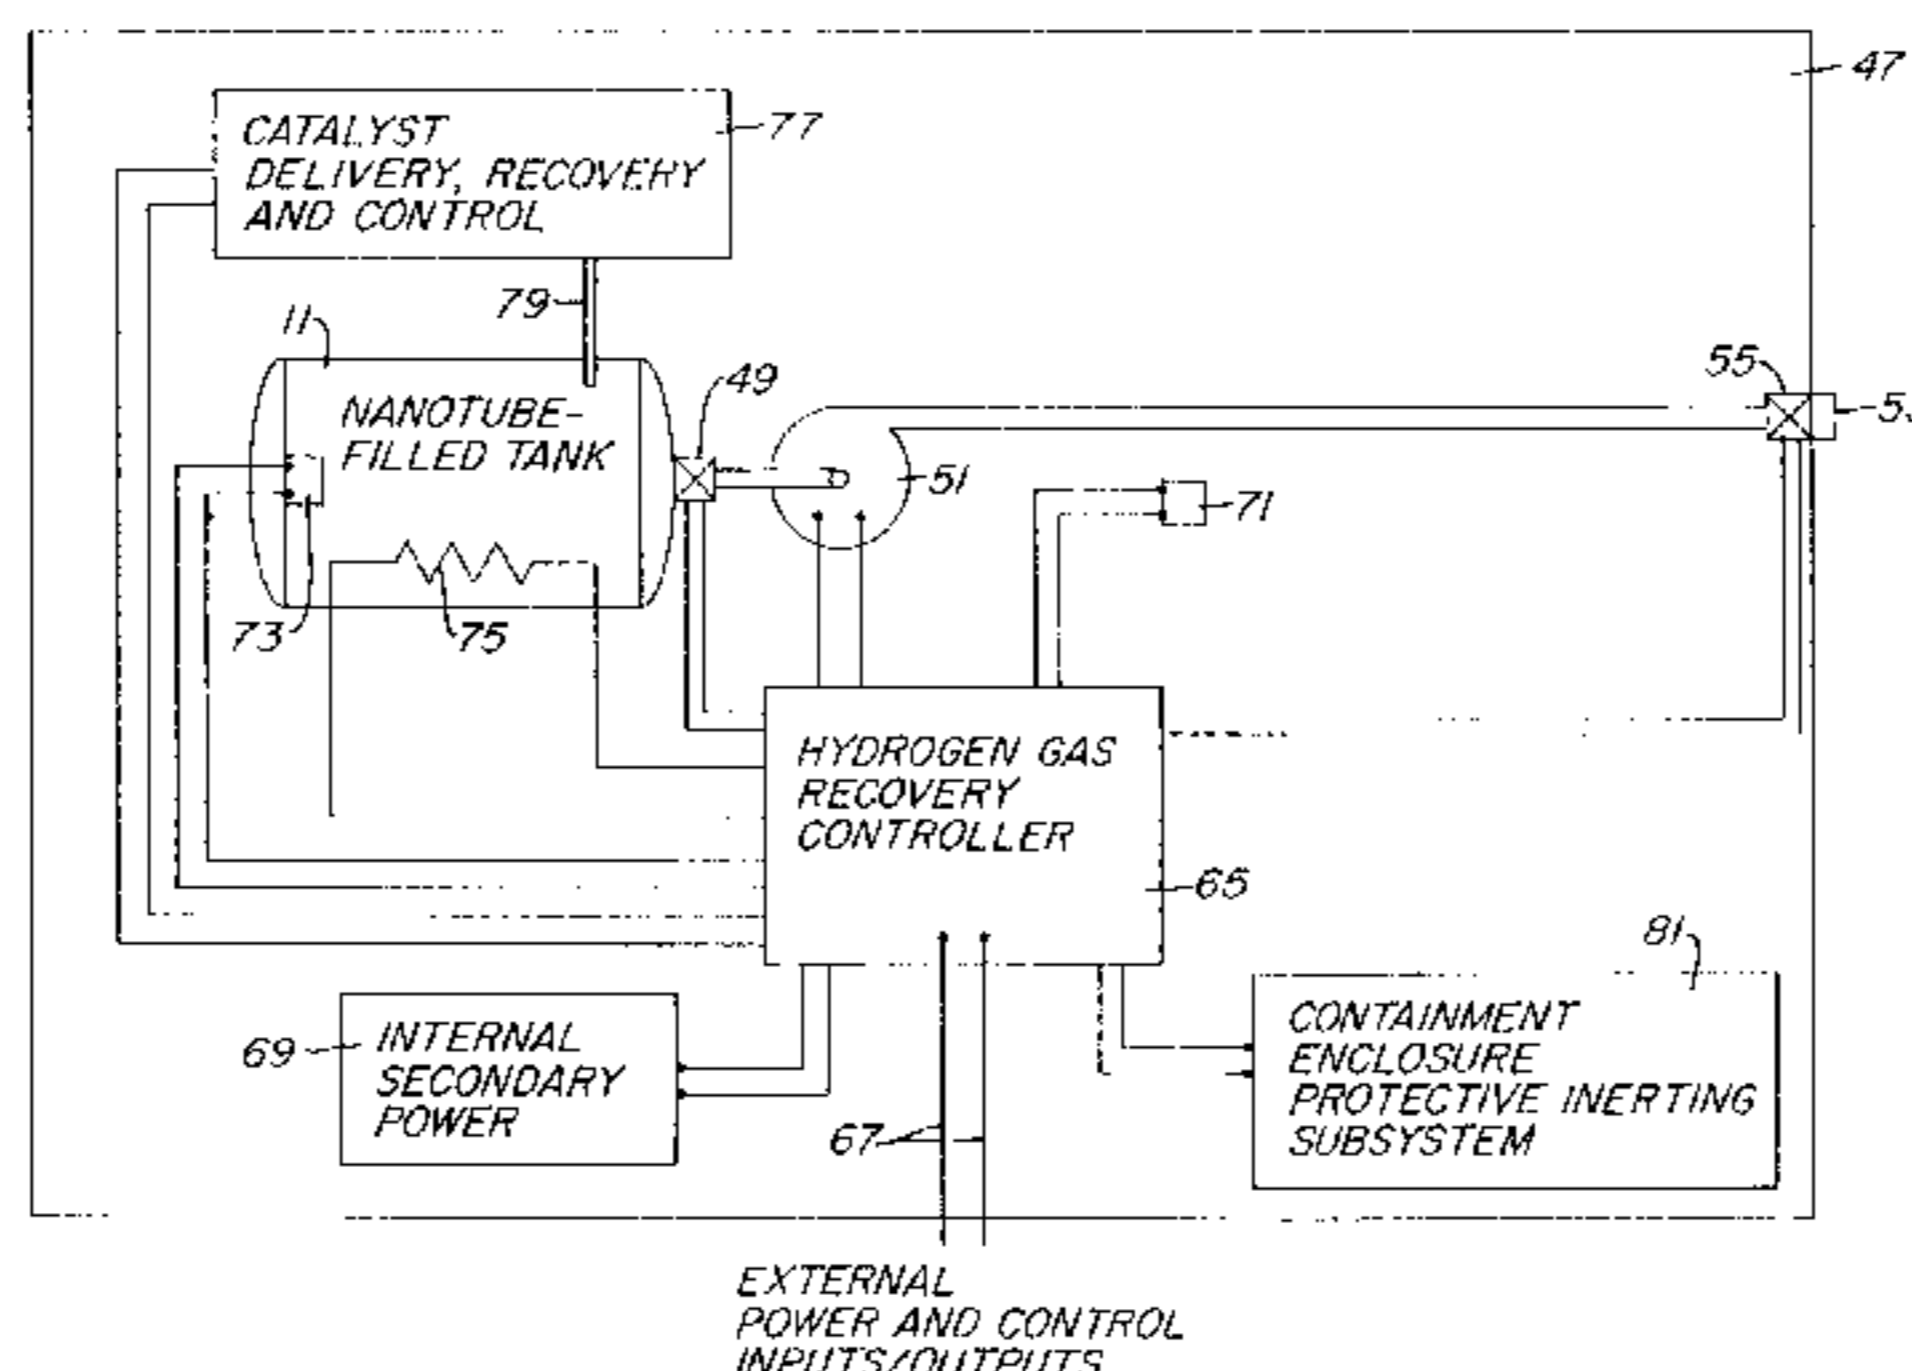 47
CATALYST
DELIVERY, RECOVERY
AND CONTROL
77
79
11
NANOTUBE-
FILLED TANK
49
55
51
71
73
75
HYDROGEN GAS
RECOVERY
CONTROLLER
65
81
69
INTERNAL
SECONDARY
POWER
67
CONTAINMENT
ENCLOSURE
PROTECTIVE INERTING
SUBSYSTEM
EXTERNAL
POWER AND CONTROL
INPUTS/OUTPUTS